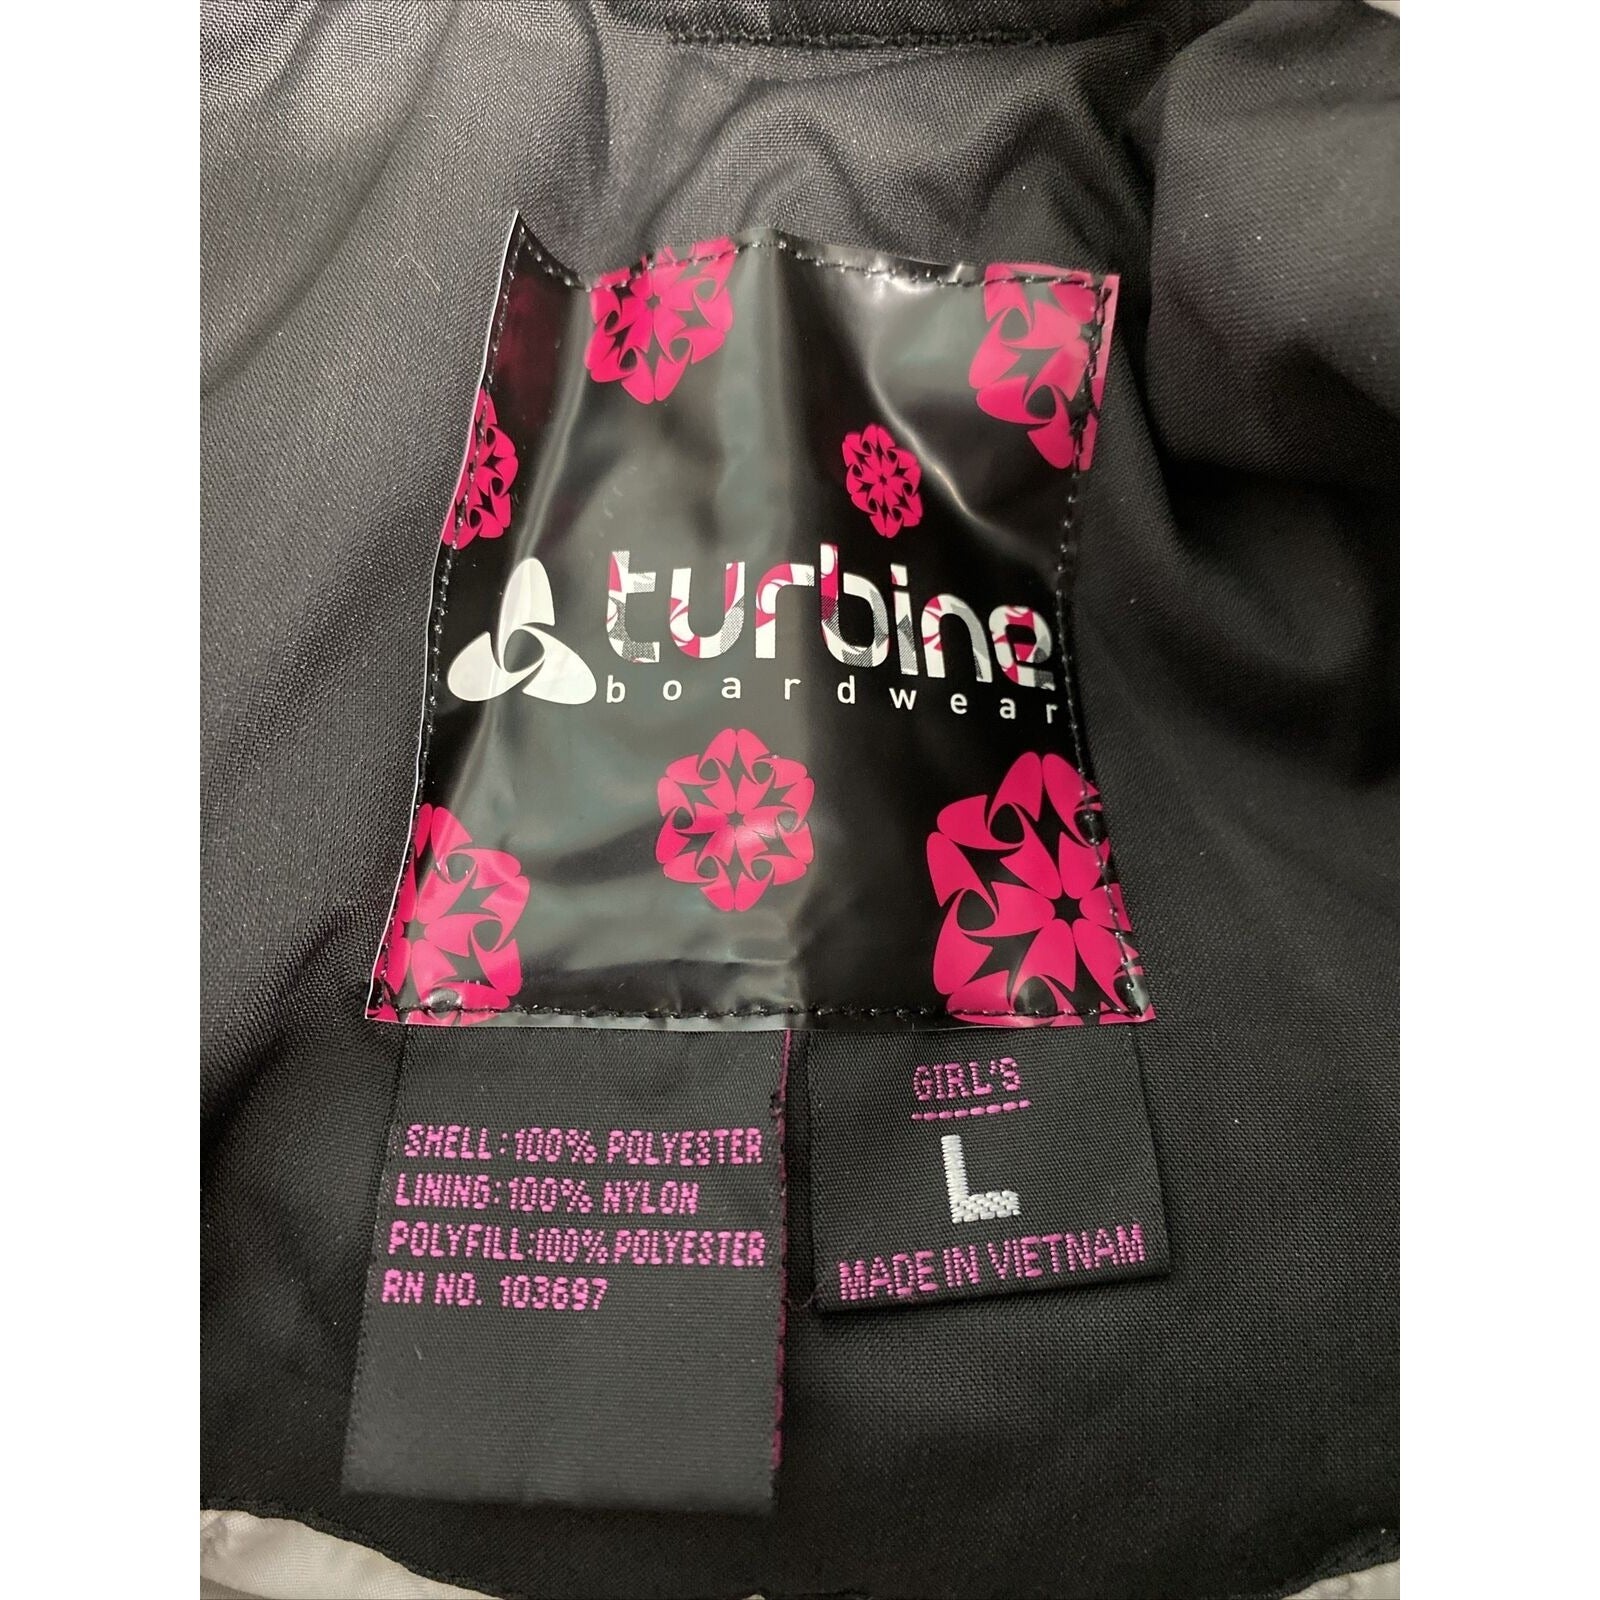 turbine
boardwear
SHELL: 100% POLYESTER
LINING: 100% NYLON
POLYFILL: 100% POLYESTER
RN NO. 103697
GIRL'S
L
MADE IN VIETNAM